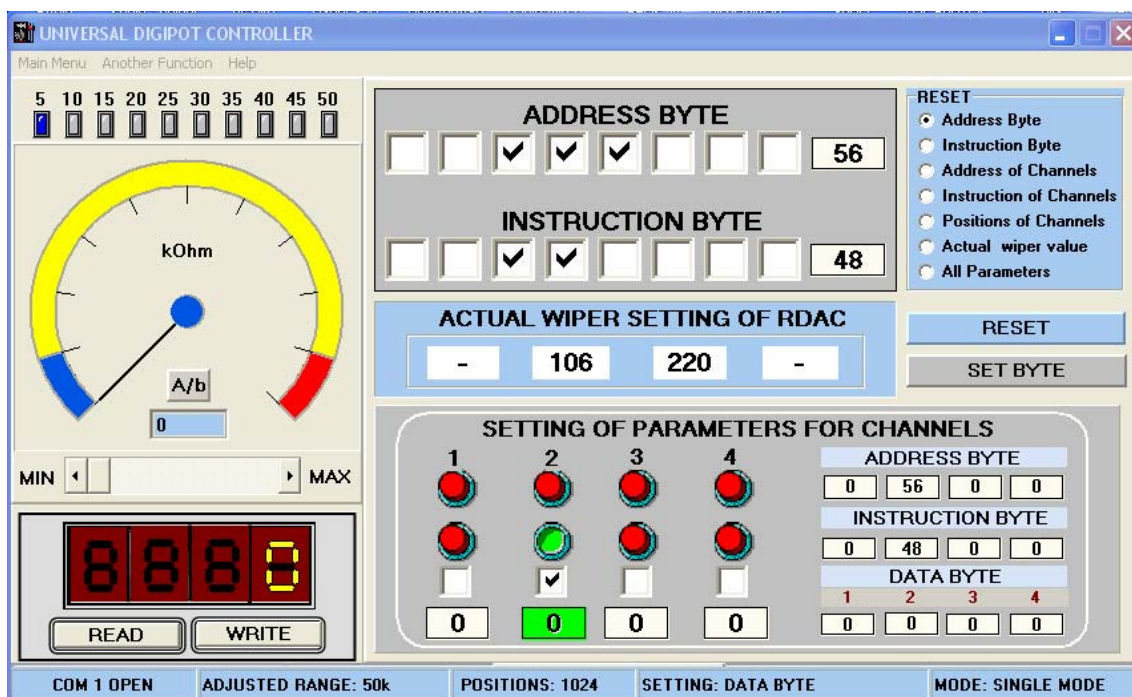 UNIVERSAL DIGIPOT CONTROLLER
Main Menu Another Function Help
5 10 15 20 25 30 35 40 45 50
kOhm
A/b
0
MIN MAX
0
READ WRITE
ADDRESS BYTE
56
INSTRUCTION BYTE
48
RESET
Address Byte
Instruction Byte
Address of Channels
Instruction of Channels
Positions of Channels
Actual wiper value
All Parameters
ACTUAL WIPER SETTING OF RDAC
- 106 220 -
RESET
SET BYTE
SETTING OF PARAMETERS FOR CHANNELS
1 2 3 4
0 0 0 0
ADDRESS BYTE
0 56 0 0
INSTRUCTION BYTE
0 48 0 0
DATA BYTE
1 2 3 4
0 0 0 0
COM 1 OPEN ADJUSTED RANGE: 50k POSITIONS: 1024 SETTING: DATA BYTE MODE: SINGLE MODE